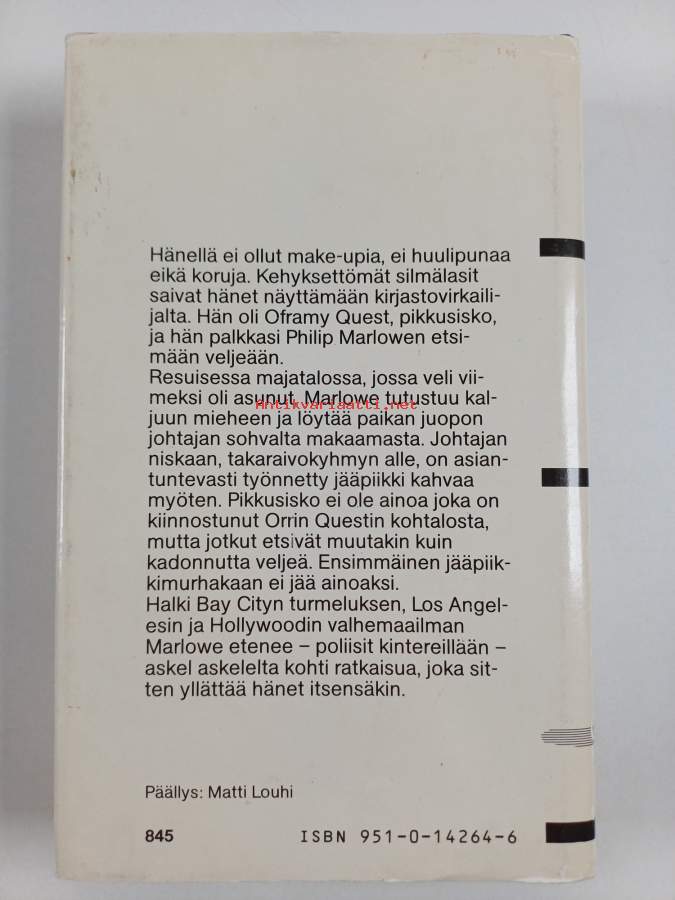 Hänellä ei ollut make-upia, ei huulipunaa
eikä koruja. Kehyksettömät silmälasit
saivat hänet näyttämään kirjastovirkaili-
jalta. Hän oli Oframy Quest, pikkusisko,
ja hän palkkasi Philip Marlowen etsi-
mään veljeään.
Resuisessa majatalossa, jossa veli vii-
meksi oli asunut, Marlowe tutustuu kal-
Antikvariaatti.net
juun mieheen ja löytää paikan juopon
johtajan sohvalta makaamasta. Johtajan
niskaan, takaraivokyhmyn alle, on asian-
tuntevasti työnnetty jääpiikki kahvaa
myöten. Pikkusisko ei ole ainoa joka on
kiinnostunut Orrin Questin kohtalosta,
mutta jotkut etsivät muutakin kuin
kadonnutta veljeä. Ensimmäinen jääpiik-
kimurhakaan ei jää ainoaksi.
Halki Bay Cityn turmeluksen, Los Angel-
esin ja Hollywoodin valhemaailman
Marlowe etenee – poliisit kintereillään –
askel askelelta kohti ratkaisua, joka sit-
ten yllättää hänet itsensäkin.
Päällys: Matti Louhi
845 ISBN 951-0-14264-6